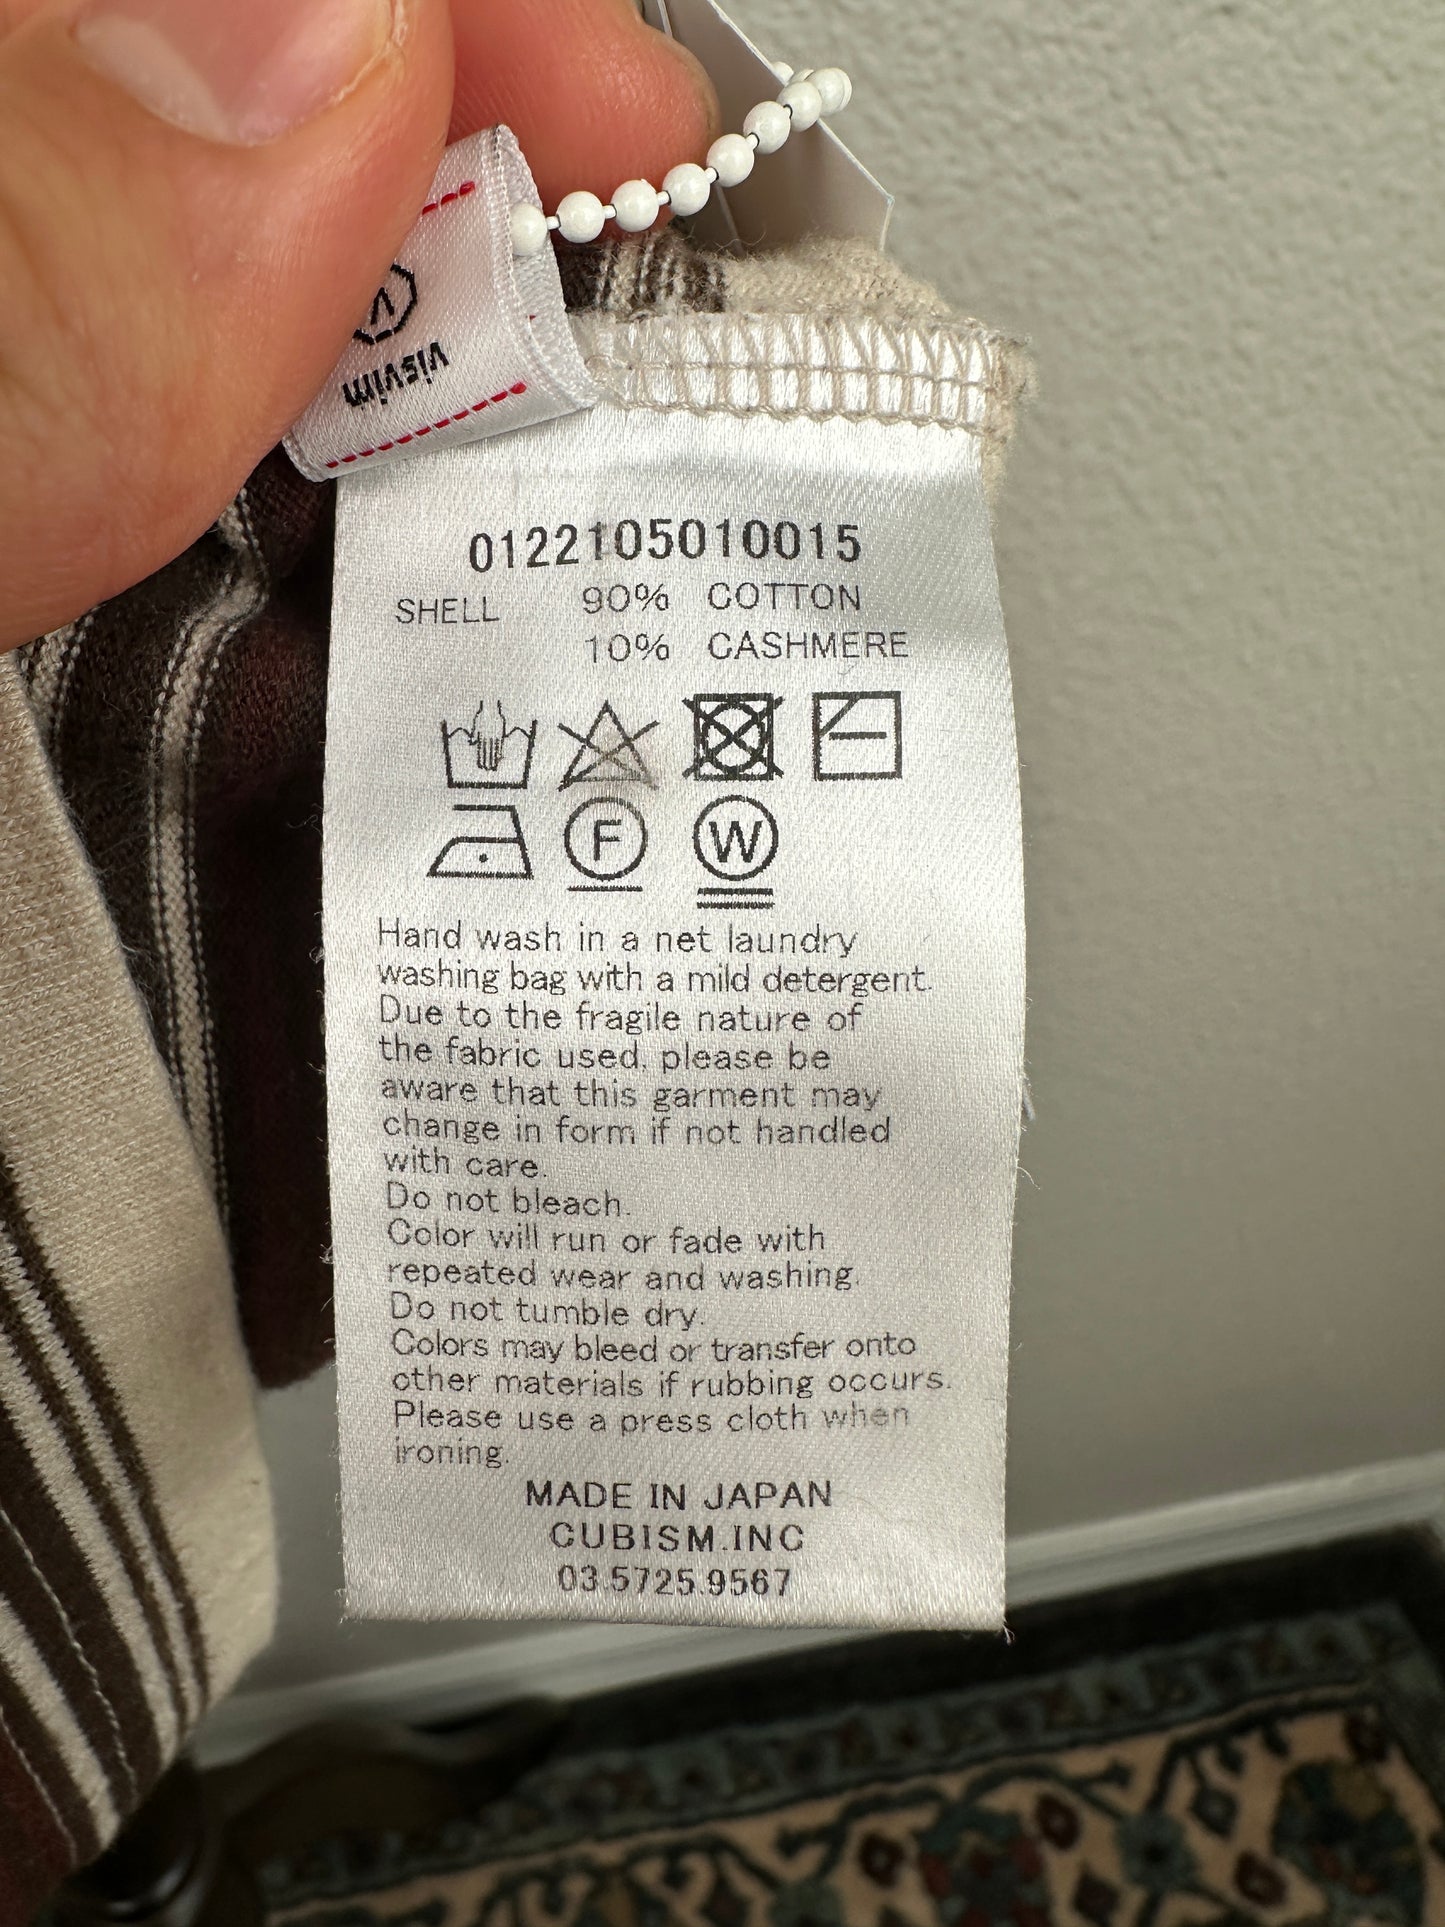 V
visvim
0122105010015
SHELL 90% COTTON
10% CASHMERE
F W
Hand wash in a net laundry
washing bag with a mild detergent.
Due to the fragile nature of
the fabric used, please be
aware that this garment may
change in form if not handled
with care.
Do not bleach.
Color will run or fade with
repeated wear and washing.
Do not tumble dry.
Colors may bleed or transfer onto
other materials if rubbing occurs.
Please use a press cloth when
ironing.
MADE IN JAPAN
CUBISM.INC
03.5725.9567